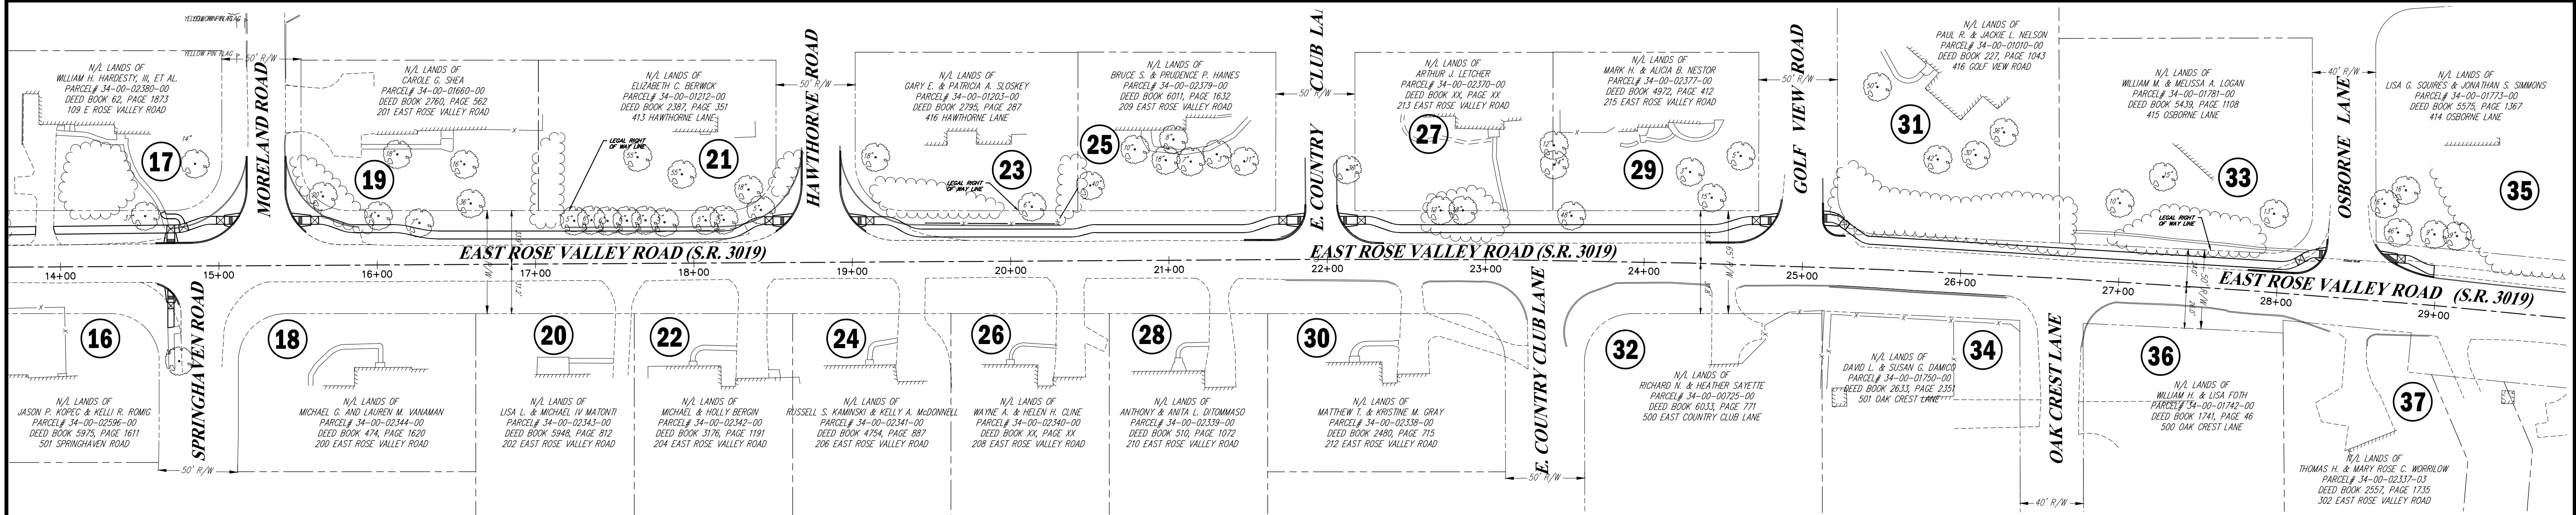 YELLOW PIN FLAG
50' R/W
N/L LANDS OF
WILLIAM H. HARDESTY, III, ET AL.
PARCEL# 34-00-02380-00
DEED BOOK 62, PAGE 1873
109 E ROSE VALLEY ROAD
17
14"
MORELAND ROAD
N/L LANDS OF
CAROLE G. SHEA
PARCEL# 34-00-01660-00
DEED BOOK 2760, PAGE 562
201 EAST ROSE VALLEY ROAD
19
18"
16"
36"
N/L LANDS OF
ELIZABETH C. BERWICK
PARCEL# 34-00-01212-00
DEED BOOK 2387, PAGE 351
413 HAWTHORNE LANE
LEGAL RIGHT
OF WAY LINE
55"
55"
18"
21
HAWTHORNE ROAD
50' R/W
N/L LANDS OF
GARY E. & PATRICIA A. SLOSKEY
PARCEL# 34-00-01203-00
DEED BOOK 2795, PAGE 287
416 HAWTHORNE LANE
18"
23
LEGAL RIGHT
OF WAY LINE
25
N/L LANDS OF
BRUCE S. & PRUDENCE P. HAINES
PARCEL# 34-00-02379-00
DEED BOOK 6011, PAGE 1632
209 EAST ROSE VALLEY ROAD
10"
18"
11"
40"
50' R/W
E. COUNTRY CLUB LA
N/L LANDS OF
ARTHUR J. LETCHER
PARCEL# 34-00-02370-00
DEED BOOK XX, PAGE XX
213 EAST ROSE VALLEY ROAD
27
12"
N/L LANDS OF
MARK H. & ALICIA B. NESTOR
PARCEL# 34-00-02377-00
DEED BOOK 4972, PAGE 412
215 EAST ROSE VALLEY ROAD
12"
48"
29
3"
5"
15"
50' R/W
GOLF VIEW ROAD
N/L LANDS OF
PAUL R. & JACKIE L. NELSON
PARCEL# 34-00-01010-00
DEED BOOK 227, PAGE 1043
416 GOLF VIEW ROAD
50"
31
42"
30"
36"
N/L LANDS OF
WILLIAM M. & MELISSA A. LOGAN
PARCEL# 34-00-01781-00
DEED BOOK 5439, PAGE 1108
415 OSBORNE LANE
15"
10"
13"
33
LEGAL RIGHT
OF WAY LINE
40' R/W
OSBORNE LANE
N/L LANDS OF
LISA G. SQUIRES & JONATHAN S. SIMMONS
PARCEL# 34-00-01773-00
DEED BOOK 5575, PAGE 1367
414 OSBORNE LANE
16"
35
EAST ROSE VALLEY ROAD (S.R. 3019)
EAST ROSE VALLEY ROAD (S.R. 3019)
EAST ROSE VALLEY ROAD (S.R. 3019)
14+00
15+00
16+00
17+00
18+00
19+00
20+00
21+00
22+00
23+00
24+00
25+00
26+00
27+00
28+00
29+00
16
N/L LANDS OF
JASON P. KOPEC & KELLI R. ROMIG
PARCEL# 34-00-02596-00
DEED BOOK 5975, PAGE 1611
501 SPRINGHAVEN ROAD
SPRINGHAVEN ROAD
50' R/W
18
N/L LANDS OF
MICHAEL G. AND LAUREN M. VANAMAN
PARCEL# 34-00-02344-00
DEED BOOK 474, PAGE 1620
200 EAST ROSE VALLEY ROAD
20
N/L LANDS OF
LISA L. & MICHAEL IV MATONTI
PARCEL# 34-00-02343-00
DEED BOOK 5948, PAGE 812
202 EAST ROSE VALLEY ROAD
22
N/L LANDS OF
MICHAEL & HOLLY BERGIN
PARCEL# 34-00-02342-00
DEED BOOK 3176, PAGE 1191
204 EAST ROSE VALLEY ROAD
24
N/L LANDS OF
RUSSELL S. KAMINSKI & KELLY A. McDONNELL
PARCEL# 34-00-02341-00
DEED BOOK 4754, PAGE 887
206 EAST ROSE VALLEY ROAD
26
N/L LANDS OF
WAYNE A. & HELEN H. CLINE
PARCEL# 34-00-02340-00
DEED BOOK XX, PAGE XX
208 EAST ROSE VALLEY ROAD
28
N/L LANDS OF
ANTHONY & ANITA L. DITOMMASO
PARCEL# 34-00-02339-00
DEED BOOK 510, PAGE 1072
210 EAST ROSE VALLEY ROAD
30
N/L LANDS OF
MATTHEW T. & KRISTINE M. GRAY
PARCEL# 34-00-02338-00
DEED BOOK 2480, PAGE 715
212 EAST ROSE VALLEY ROAD
E. COUNTRY CLUB LANE
50' R/W
32
N/L LANDS OF
RICHARD N. & HEATHER SAYETTE
PARCEL# 34-00-00725-00
DEED BOOK 6033, PAGE 771
500 EAST COUNTRY CLUB LANE
34
N/L LANDS OF
DAVID L. & SUSAN G. DAMICO
PARCEL# 34-00-01750-00
DEED BOOK 2633, PAGE 2351
501 OAK CREST LANE
OAK CREST LANE
40' R/W
36
N/L LANDS OF
WILLIAM H. & LISA FOTH
PARCEL# 34-00-01742-00
DEED BOOK 1741, PAGE 46
500 OAK CREST LANE
37
N/L LANDS OF
THOMAS H. & MARY ROSE C. WORRILOW
PARCEL# 34-00-02337-03
DEED BOOK 2557, PAGE 1735
302 EAST ROSE VALLEY ROAD